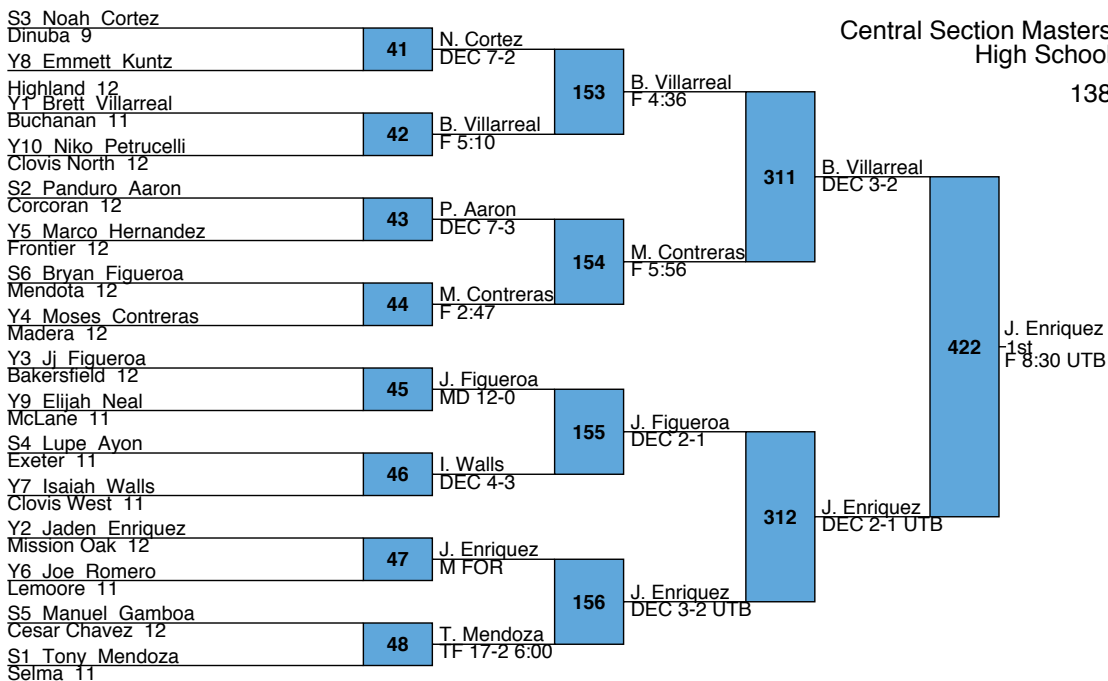 Central Section Masters
High School
138
S3 Noah Cortez
Dinuba 9
Y8 Emmett Kuntz
Highland 12
Y1 Brett Villarreal
Buchanan 11
Y10 Niko Petrucelli
Clovis North 12
S2 Panduro Aaron
Corcoran 12
Y5 Marco Hernandez
Frontier 12
S6 Bryan Figueroa
Mendota 12
Y4 Moses Contreras
Madera 12
Y3 Jj Figueroa
Bakersfield 12
Y9 Elijah Neal
McLane 11
S4 Lupe Ayon
Exeter 11
Y7 Isaiah Walls
Clovis West 11
Y2 Jaden Enriquez
Mission Oak 12
Y6 Joe Romero
Lemoore 11
S5 Manuel Gamboa
Cesar Chavez 12
S1 Tony Mendoza
Selma 11
41
42
43
44
45
46
47
48
N. Cortez
DEC 7-2
B. Villarreal
F 5:10
P. Aaron
DEC 7-3
M. Contreras
F 2:47
J. Figueroa
MD 12-0
I. Walls
DEC 4-3
J. Enriquez
M FOR
T. Mendoza
TF 17-2 6:00
153
154
155
156
B. Villarreal
F 4:36
M. Contreras
F 5:56
J. Figueroa
DEC 2-1
J. Enriquez
DEC 3-2 UTB
311
312
B. Villarreal
DEC 3-2
J. Enriquez
DEC 2-1 UTB
422
J. Enriquez
1st
F 8:30 UTB